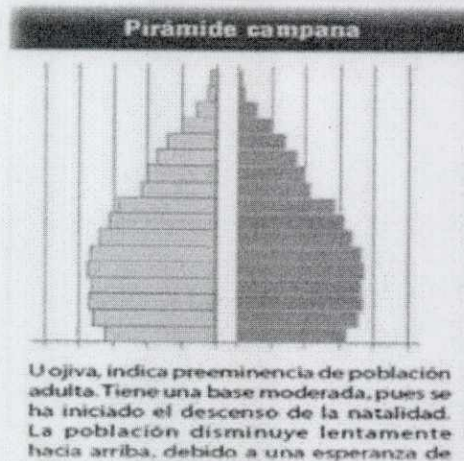 Pirámide campana
U ojiva, indica preeminencia de población
adulta. Tiene una base moderada, pues se
ha iniciado el descenso de la natalidad.
La población disminuye lentamente
hacia arriba, debido a una esperanza de